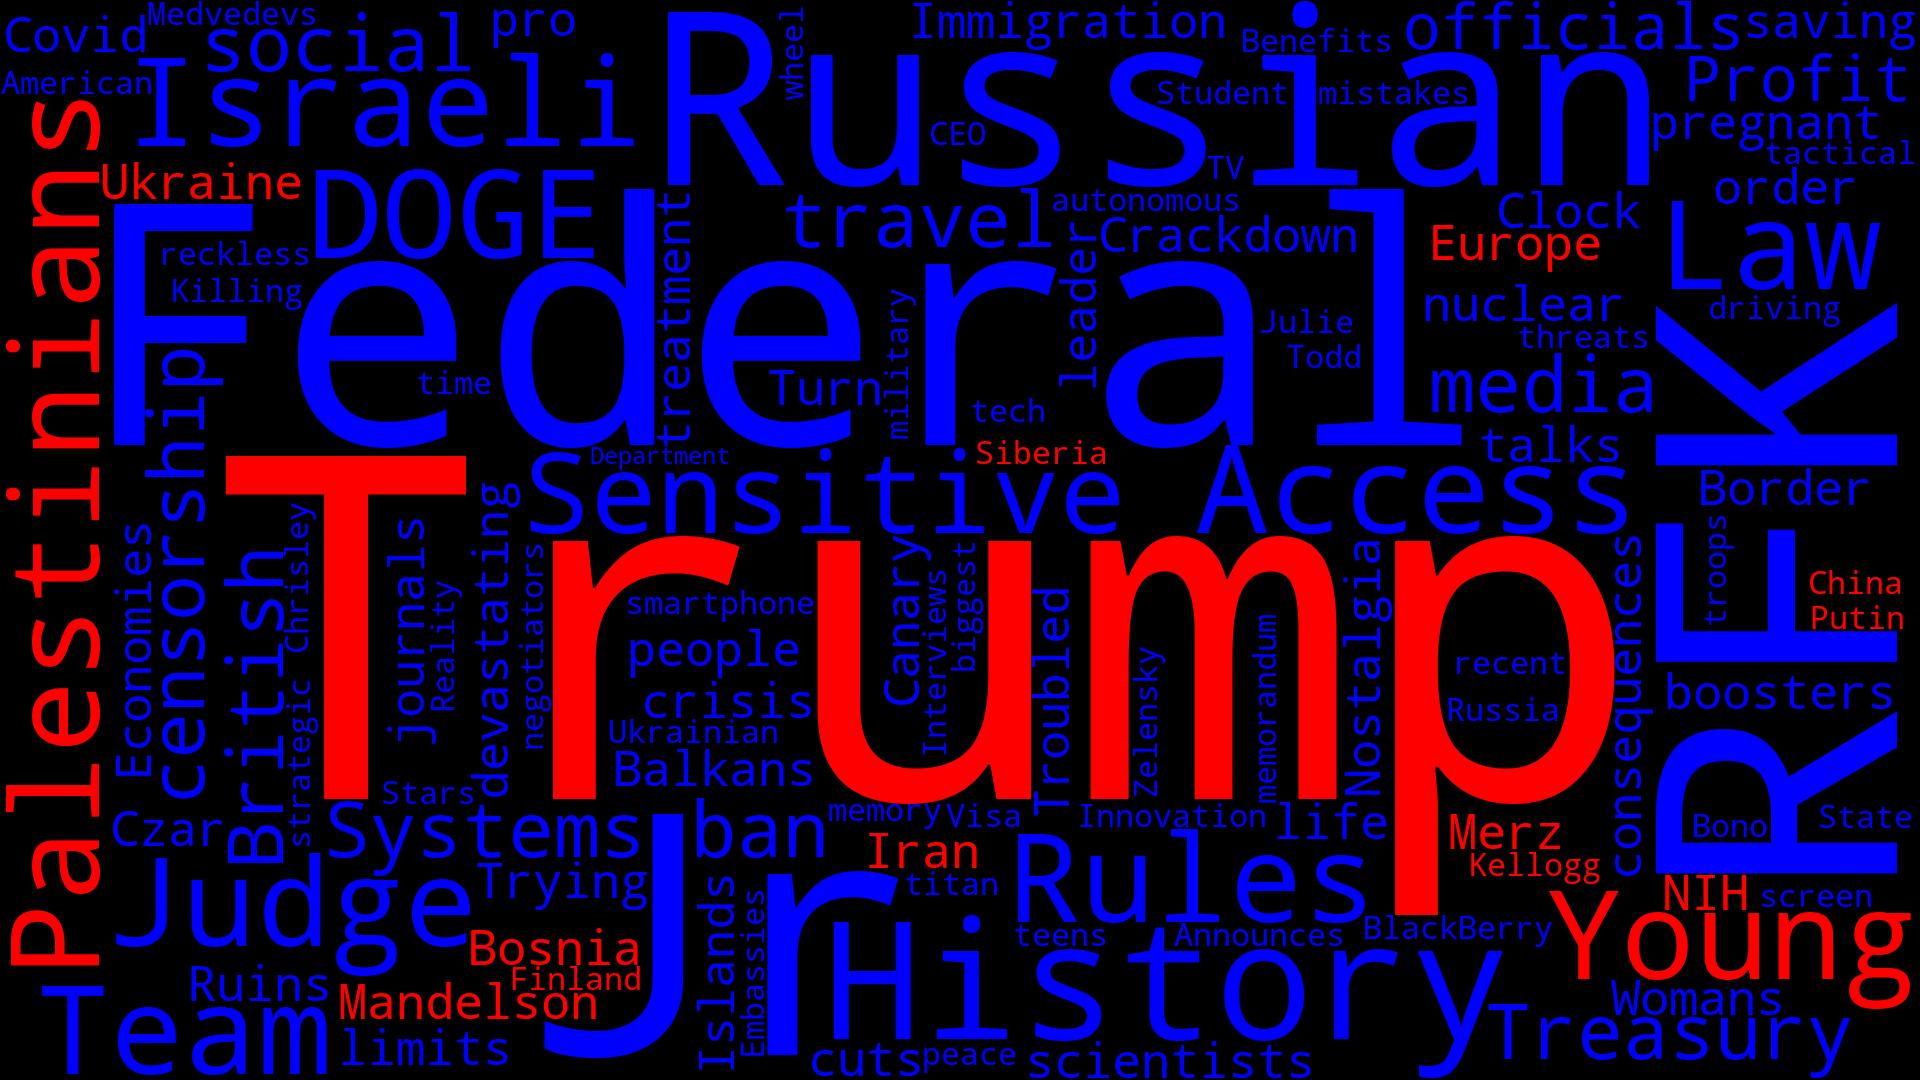 Covid
Medvedevs
social
pro
Russian
wheel
Immigration
Benefits
officials
saving
American
Israeli
CEO
Student
mistakes
Profit
pregnant
tactical
TV
Palestinians
Ukraine
DOGE
treatment
travel
autonomous
Crackdown
Clock
order
Europe
Law
reckless
Killing
Federal
military
leader
Julie
Todd
nuclear
threats
driving
time
Turn
tech
media
talks
RFK
censorship
Department
Sensitive
Siberia
Access
Border
troops
Economies
British
Chrisley
strategic
journals
Reality
devastating
negotiators
Trump
smartphone
people
crisis
Ukrainian
Balkans
Canary
Interviews
biggest
Troubled
Zelensky
memorandum
Nostalgia
recent
Russia
consequences
China
Putin
boosters
Stars
Czar
Systems
ban
memory
Visa
Innovation
life
Merz
Kellogg
Bono
State
Judge
Trying
Jr
Iran
titan
Rules
NIH
screen
Young
Bosnia
Finland
Mandelson
Islands
Embassies
History
teens
Announces
BlackBerry
Ruins
Team
limits
cuts
peace
scientists
Womans
Treasury